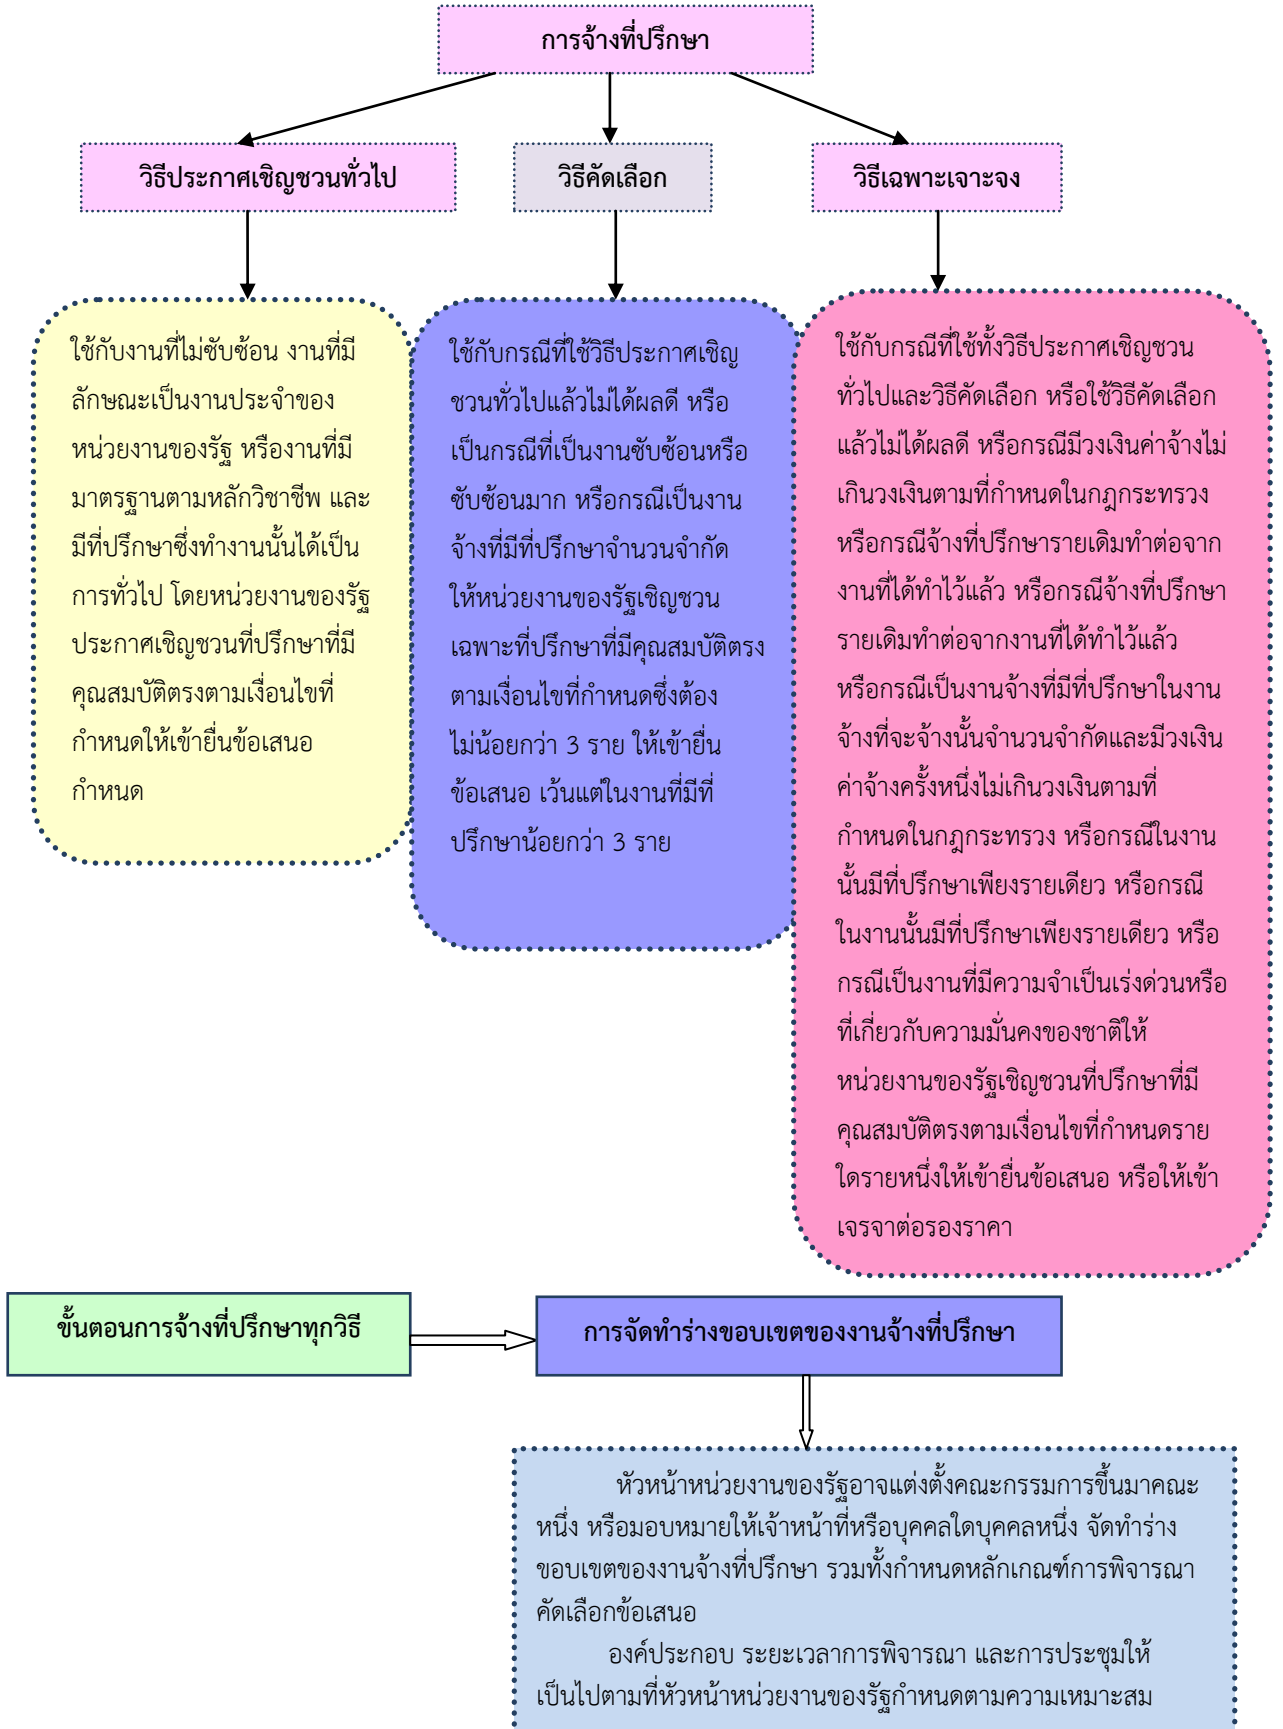 การจ้างที่ปรึกษา
วิธีประกาศเชิญชวนทั่วไป
วิธีคัดเลือก
วิธีเฉพาะเจาะจง
ใช้กับงานที่ไม่ซับซ้อน งานที่มี
ลักษณะเป็นงานประจำของ
หน่วยงานของรัฐ หรืองานที่มี
มาตรฐานตามหลักวิชาชีพ และ
มีที่ปรึกษาซึ่งทำงานนั้นได้เป็น
การทั่วไป โดยหน่วยงานของรัฐ
ประกาศเชิญชวนที่ปรึกษาที่มี
คุณสมบัติตรงตามเงื่อนไขที่
กำหนดให้เข้ายื่นข้อเสนอ
กำหนด
ใช้กับกรณีที่ใช้วิธีประกาศเชิญ
ชวนทั่วไปแล้วไม่ได้ผลดี หรือ
เป็นกรณีที่เป็นงานซับซ้อนหรือ
ซับซ้อนมาก หรือกรณีเป็นงาน
จ้างที่มีที่ปรึกษาจำนวนจำกัด
ให้หน่วยงานของรัฐเชิญชวน
เฉพาะที่ปรึกษาที่มีคุณสมบัติตรง
ตามเงื่อนไขที่กำหนดซึ่งต้อง
ไม่น้อยกว่า 3 ราย ให้เข้ายื่น
ข้อเสนอ เว้นแต่ในงานที่มีที่
ปรึกษาน้อยกว่า 3 ราย
ใช้กับกรณีที่ใช้ทั้งวิธีประกาศเชิญชวน
ทั่วไปและวิธีคัดเลือก หรือใช้วิธีคัดเลือก
แล้วไม่ได้ผลดี หรือกรณีมีวงเงินค่าจ้างไม่
เกินวงเงินตามที่กำหนดในกฎกระทรวง
หรือกรณีจ้างที่ปรึกษารายเดิมทำต่อจาก
งานที่ได้ทำไว้แล้ว หรือกรณีจ้างที่ปรึกษา
รายเดิมทำต่อจากงานที่ได้ทำไว้แล้ว
หรือกรณีเป็นงานจ้างที่มีที่ปรึกษาในงาน
จ้างที่จะจ้างนั้นจำนวนจำกัดและมีวงเงิน
ค่าจ้างครั้งหนึ่งไม่เกินวงเงินตามที่
กำหนดในกฎกระทรวง หรือกรณีในงาน
นั้นมีที่ปรึกษาเพียงรายเดียว หรือกรณี
ในงานนั้นมีที่ปรึกษาเพียงรายเดียว หรือ
กรณีเป็นงานที่มีความจำเป็นเร่งด่วนหรือ
ที่เกี่ยวกับความมั่นคงของชาติให้
หน่วยงานของรัฐเชิญชวนที่ปรึกษาที่มี
คุณสมบัติตรงตามเงื่อนไขที่กำหนดราย
ใดรายหนึ่งให้เข้ายื่นข้อเสนอ หรือให้เข้า
เจรจาต่อรองราคา
ขั้นตอนการจ้างที่ปรึกษาทุกวิธี
การจัดทำร่างขอบเขตของงานจ้างที่ปรึกษา
หัวหน้าหน่วยงานของรัฐอาจแต่งตั้งคณะกรรมการขึ้นมาคณะ
หนึ่ง หรือมอบหมายให้เจ้าหน้าที่หรือบุคคลใดบุคคลหนึ่ง จัดทำร่าง
ขอบเขตของงานจ้างที่ปรึกษา รวมทั้งกำหนดหลักเกณฑ์การพิจารณา
คัดเลือกข้อเสนอ
องค์ประกอบ ระยะเวลาการพิจารณา และการประชุมให้
เป็นไปตามที่หัวหน้าหน่วยงานของรัฐกำหนดตามความเหมาะสม